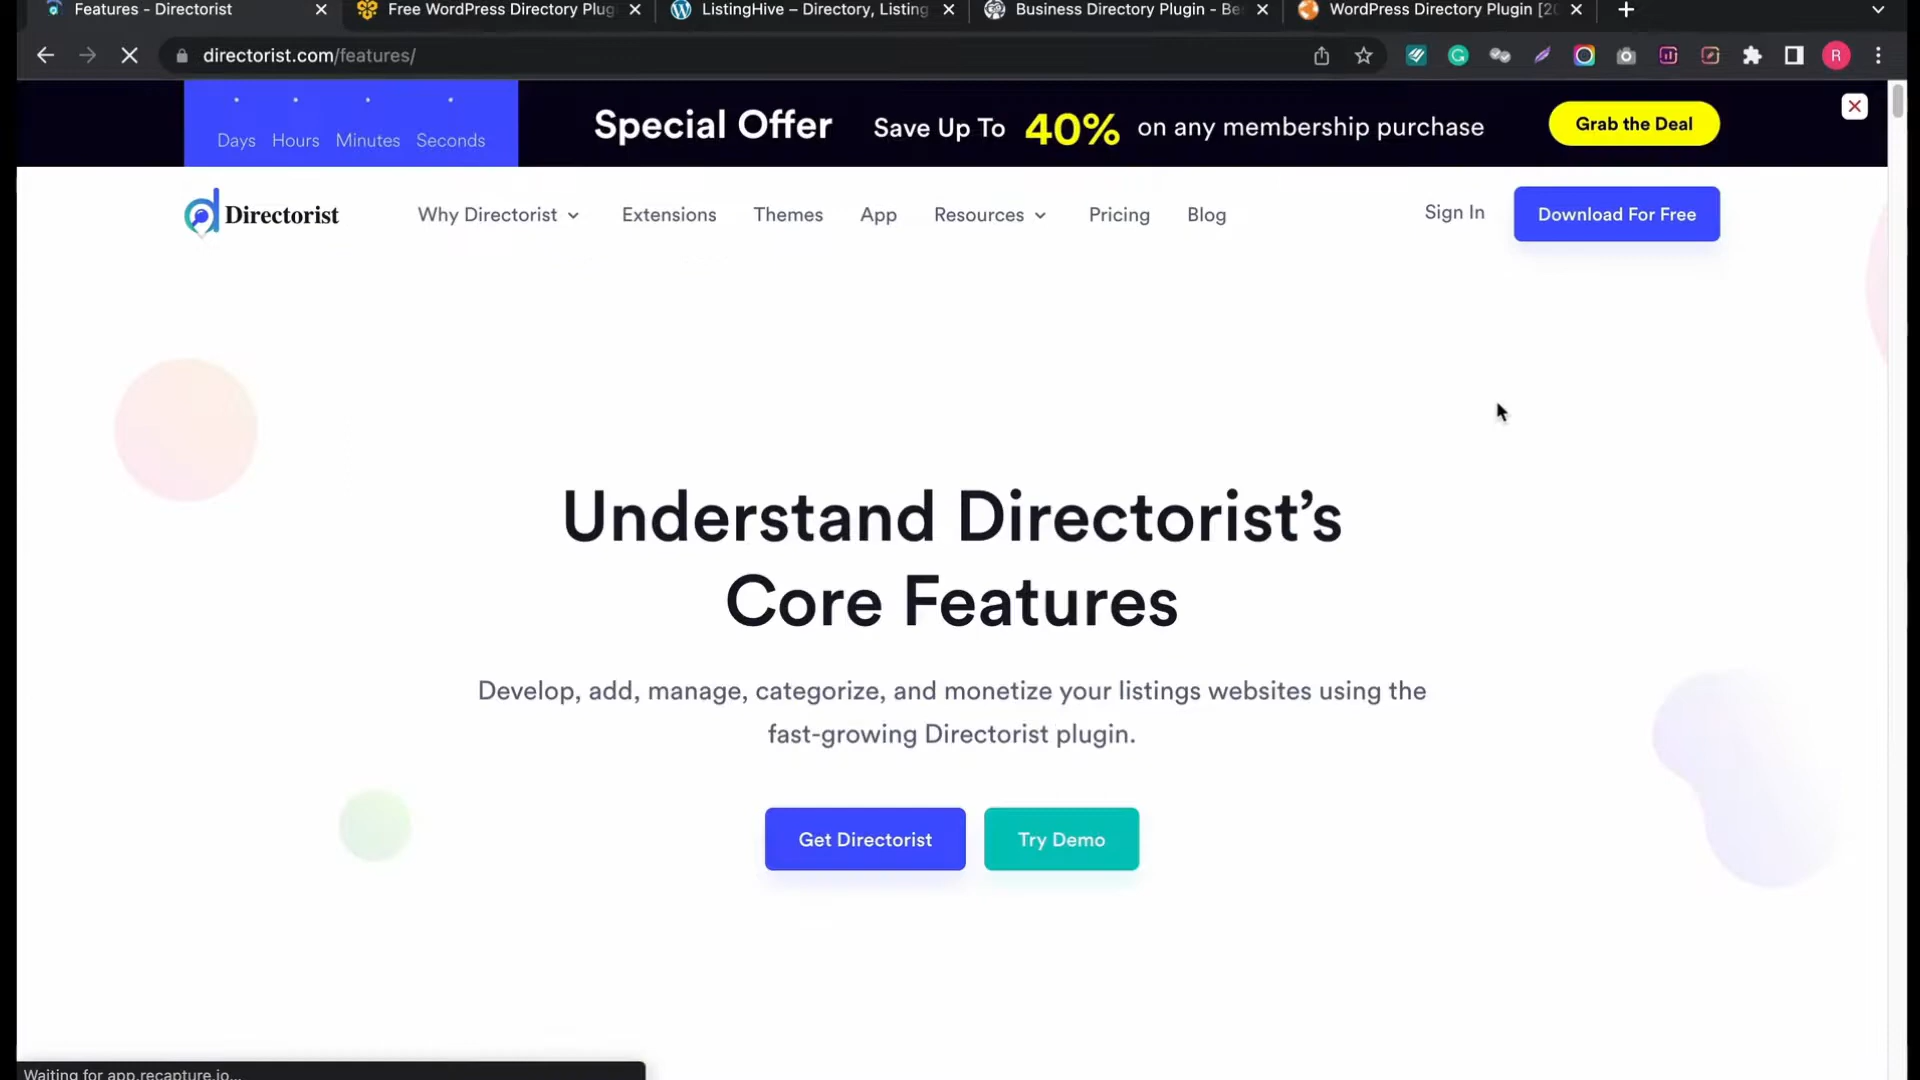 Features - Directorist
Free WordPress Directory Plug
ListingHive – Directory, Listing
Business Directory Plugin - Be
WordPress Directory Plugin [20
directorist.com/features/
R
Days Hours Minutes Seconds
Special Offer Save Up To 40% on any membership purchase
Grab the Deal
Directorist
Why Directorist
Extensions
Themes
App
Resources
Pricing
Blog
Sign In
Download For Free
Understand Directorist’s
Core Features
Develop, add, manage, categorize, and monetize your listings websites using the
fast-growing Directorist plugin.
Get Directorist
Try Demo
Waiting for app.recapture.io...